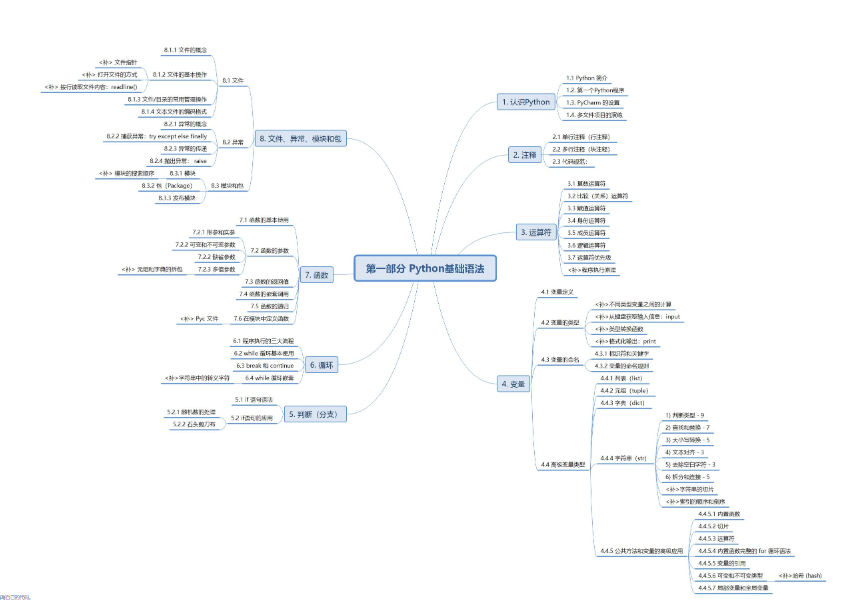 第一部分 Python基础语法
1. 认识Python
1.1 Python 简介
1.2. 第一个Python程序
1.3. PyCharm 的设置
1.4. 多文件项目的演练
2. 注释
2.1 单行注释（行注释）
2.2 多行注释（块注释）
2.3 代码规范:
3. 运算符
3.1 算数运算符
3.2 比较（关系）运算符
3.3 赋值运算符
3.4 身份运算符
3.5 成员运算符
3.6 逻辑运算符
3.7 运算符优先级
<补>程序执行原理
4. 变量
4.1 变量定义
4.2 变量的类型
<补>不同类型变量之间的计算
<补>从键盘获取输入信息：input
<补>类型转换函数
<补>格式化输出：print
4.3 变量的命名
4.3.1 标识符和关键字
4.3.2 变量的命名规则
4.4 高级变量类型
4.4.1 列表（list）
4.4.2 元组（tuple）
4.4.3 字典（dict）
4.4.4 字符串（str）
1) 判断类型 - 9
2) 查找和替换 - 7
3) 大小写转换 - 5
4) 文本对齐 - 3
5) 去除空白字符 - 3
6) 拆分和连接 - 5
<补>字符串的切片
<补>索引的顺序和倒序
4.4.5 公共方法和变量的高级应用
4.4.5.1 内置函数
4.4.5.2 切片
4.4.5.3 运算符
4.4.5.4 内置函数完整的 for 循环语法
4.4.5.5 变量的引用
4.4.5.6 可变和不可变类型
<补>哈希 (hash)
4.4.5.7 局部变量和全局变量
5. 判断（分支）
5.1 if 语句语法
5.2 if语句的应用
5.2.1 随机数的处理
5.2.2 石头剪刀布
6. 循环
6.1 程序执行的三大流程
6.2 while 循环基本使用
6.3 break 和 continue
6.4 while 循环嵌套
<补>字符串中的转义字符
7. 函数
7.1 函数的基本使用
7.2 函数的参数
7.2.1 形参和实参
7.2.2 可变和不可变参数
7.2.2 缺省参数
7.2.3 多值参数
<补> 元组和字典的拆包
7.3 函数的返回值
7.4 函数的嵌套调用
7.5 函数的递归
7.6 在模块中定义函数
<补> Pyc 文件
8. 文件、异常、模块和包
8.1 文件
8.1.1 文件的概念
8.1.2 文件的基本操作
<补> 文件指针
<补> 打开文件的方式
<补> 按行读取文件内容：readline()
8.1.3 文件/目录的常用管理操作
8.1.4 文本文件的编码格式
8.2 异常
8.2.1 异常的概念
8.2.2 捕获异常：try except else finally
8.2.3 异常的传递
8.2.4 抛出异常： raise
8.3 模块和包
8.3.1 模块
<补> 模块的搜索顺序
8.3.2 包（Package）
8.3.3 发布模块